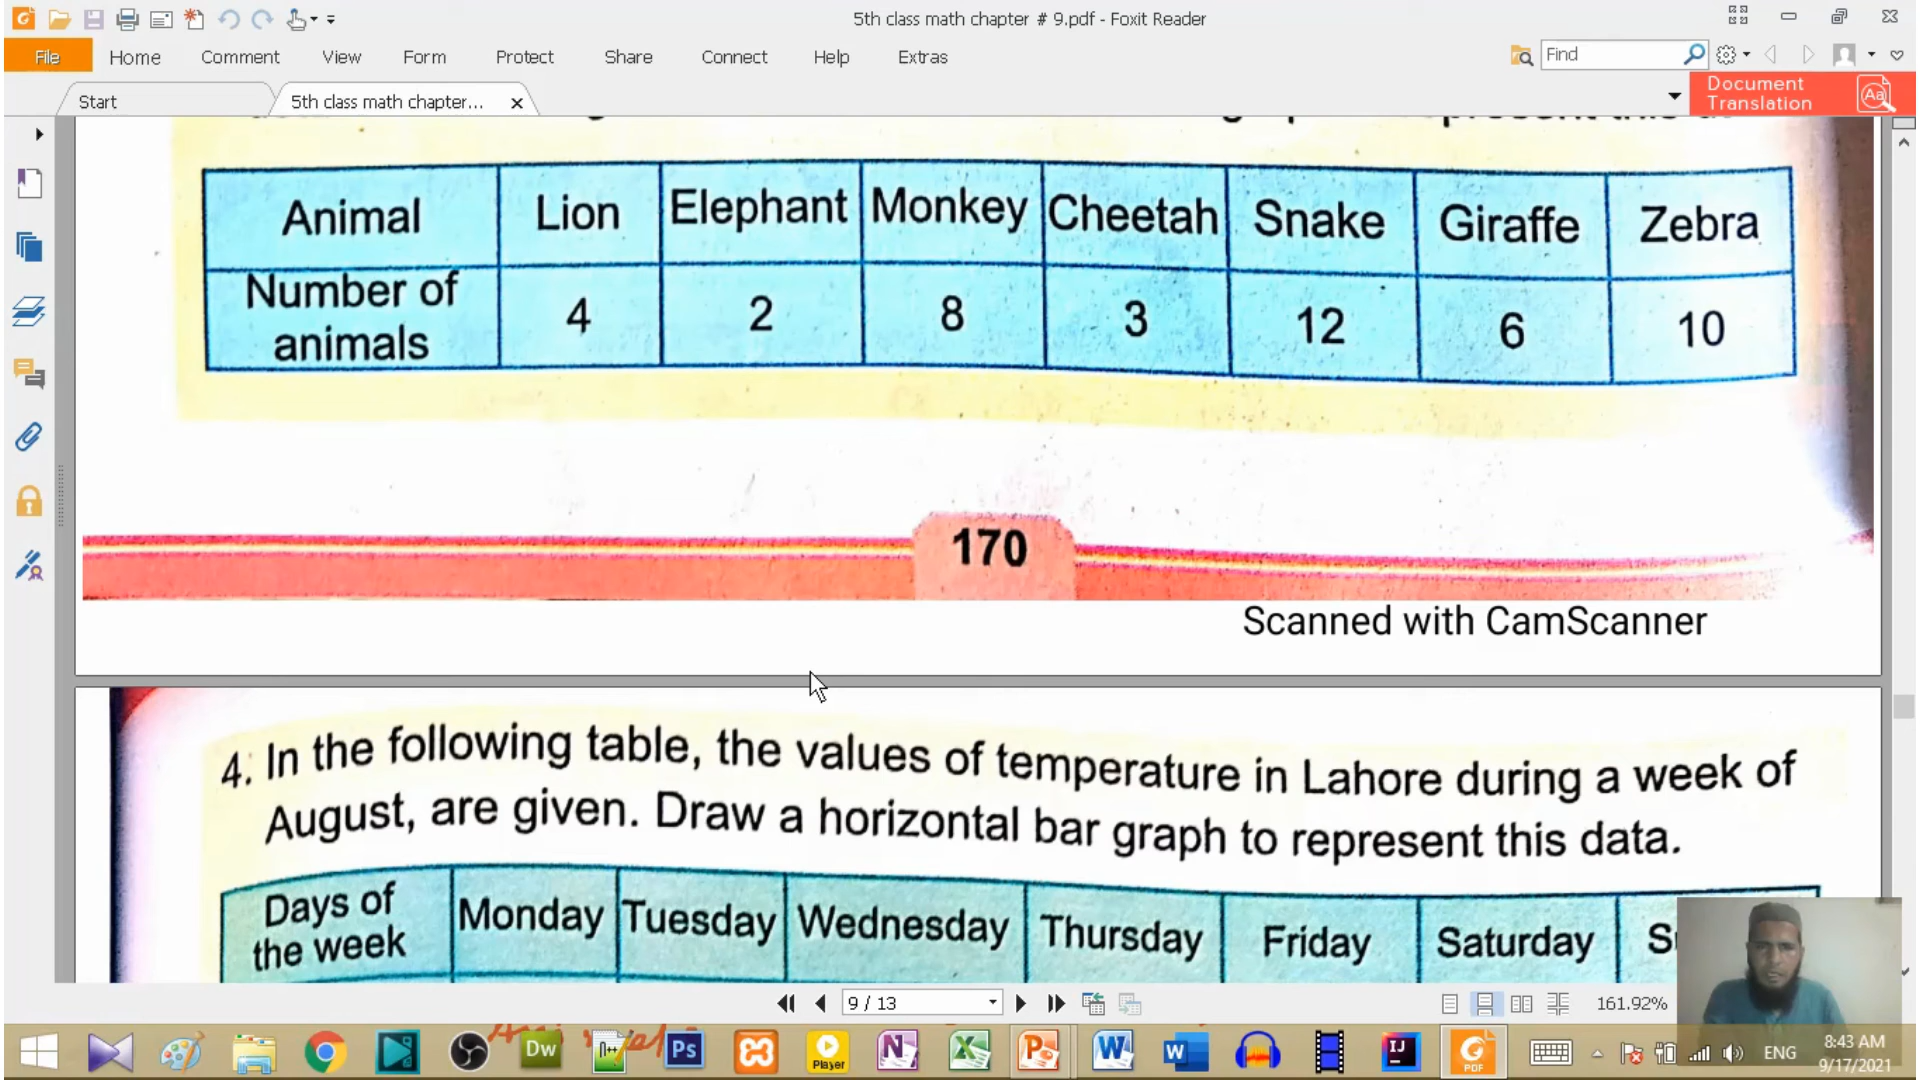 5th class math chapter # 9.pdf - Foxit Reader
File Home Comment View Form Protect Share Connect Help Extras
Find
Start
5th class math chapter...
Document
Translation
Animal Lion Elephant Monkey Cheetah Snake Giraffe Zebra
Number of
animals 4 2 8 3 12 6 10
170
Scanned with CamScanner
4. In the following table, the values of temperature in Lahore during a week of
August, are given. Draw a horizontal bar graph to represent this data.
Days of
the week Monday Tuesday Wednesday Thursday Friday Saturday
9 / 13
161.92%
Dw
Ps
Player
PDF
ENG
8:43 AM
9/17/2021